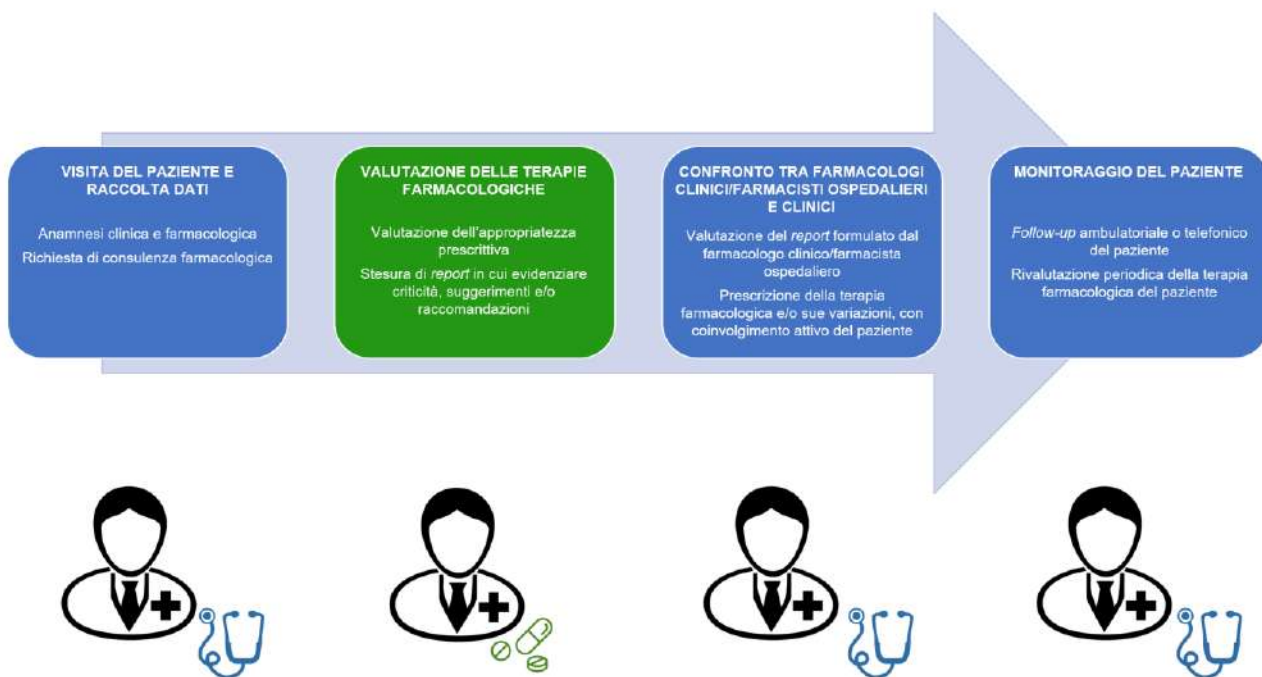 VISITA DEL PAZIENTE E
RACCOLTA DATI
Anamnesi clinica e farmacologica
Richiesta di consulenza farmacologica
VALUTAZIONE DELLE TERAPIE
FARMACOLOGICHE
Valutazione dell'appropriatezza
prescrittiva
Stesura di report in cui evidenziare
criticità, suggerimenti e/o
raccomandazioni
CONFRONTO TRA FARMACOLOGI
CLINICI/FARMACISTI OSPEDALIERI
E CLINICI
Valutazione del report formulato dal
farmacologo clinico/farmacista
ospedaliero
Prescrizione della terapia
farmacologica e/o sue variazioni, con
coinvolgimento attivo del paziente
MONITORAGGIO DEL PAZIENTE
Follow-up ambulatoriale o telefonico
del paziente
Rivalutazione periodica della terapia
farmacologica del paziente